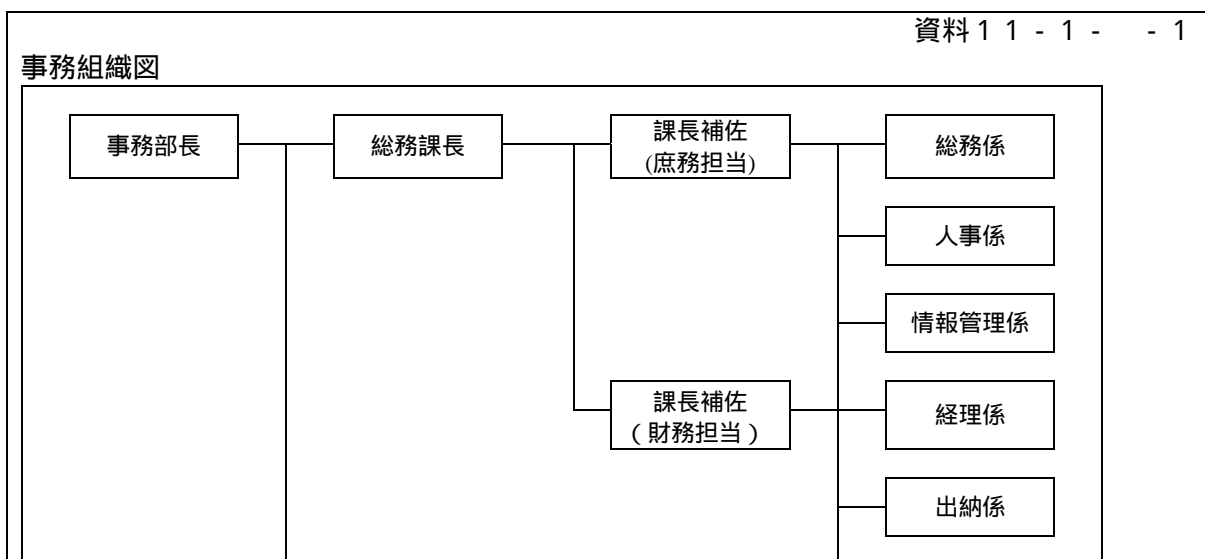 資料11-1- -1
事務組織図
事務部長
総務課長
課長補佐
(庶務担当)
総務係
人事係
情報管理係
課長補佐
(財務担当)
経理係
出納係